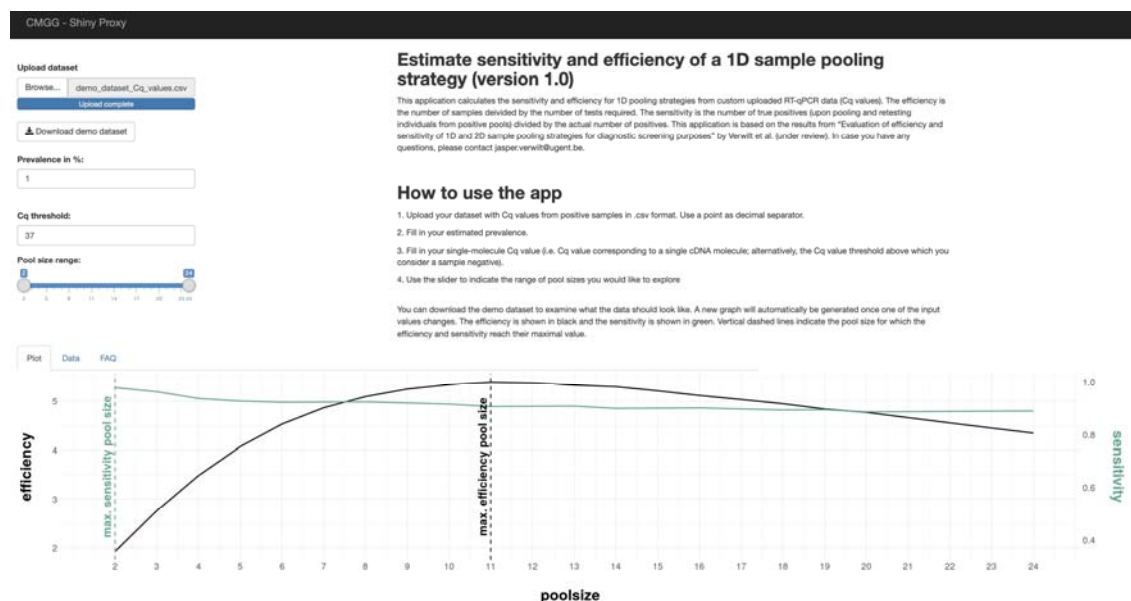 CMGG - Shiny Proxy
Upload dataset
Browse... demo_dataset_Cq_values.csv
Upload complete
Download demo dataset
Prevalence in %:
1
Cq threshold:
37
Pool size range:
2 24
2 5 8 11 14 17 20 23 24
Estimate sensitivity and efficiency of a 1D sample pooling
strategy (version 1.0)
This application calculates the sensitivity and efficiency for 1D pooling strategies from custom uploaded RT-qPCR data (Cq values). The efficiency is
the number of samples deivided by the number of tests required. The sensitivity is the number of true positives (upon pooling and retesting
individuals from positive pools) divided by the actual number of positives. This application is based on the results from "Evaluation of efficiency and
sensitivity of 1D and 2D sample pooling strategies for diagnostic screening purposes" by Verwilt et al. (under review). In case you have any
questions, please contact jasper.verwilt@ugent.be.
How to use the app
1. Upload your dataset with Cq values from positive samples in .csv format. Use a point as decimal separator.
2. Fill in your estimated prevalence.
3. Fill in your single-molecule Cq value (i.e. Cq value corresponding to a single cDNA molecule; alternatively, the Cq value threshold above which you
consider a sample negative).
4. Use the slider to indicate the range of pool sizes you would like to explore
You can download the demo dataset to examine what the data should look like. A new graph will automatically be generated once one of the input
values changes. The efficiency is shown in black and the sensitivity is shown in green. Vertical dashed lines indicate the pool size for which the
efficiency and sensitivity reach their maximal value.
Plot Data FAQ
efficiency
5
4
3
2
max. sensitivity pool size
max. efficiency pool size
1.0
0.8
0.6
0.4
sensitivity
2 3 4 5 6 7 8 9 10 11 12 13 14 15 16 17 18 19 20 21 22 23 24
poolsize